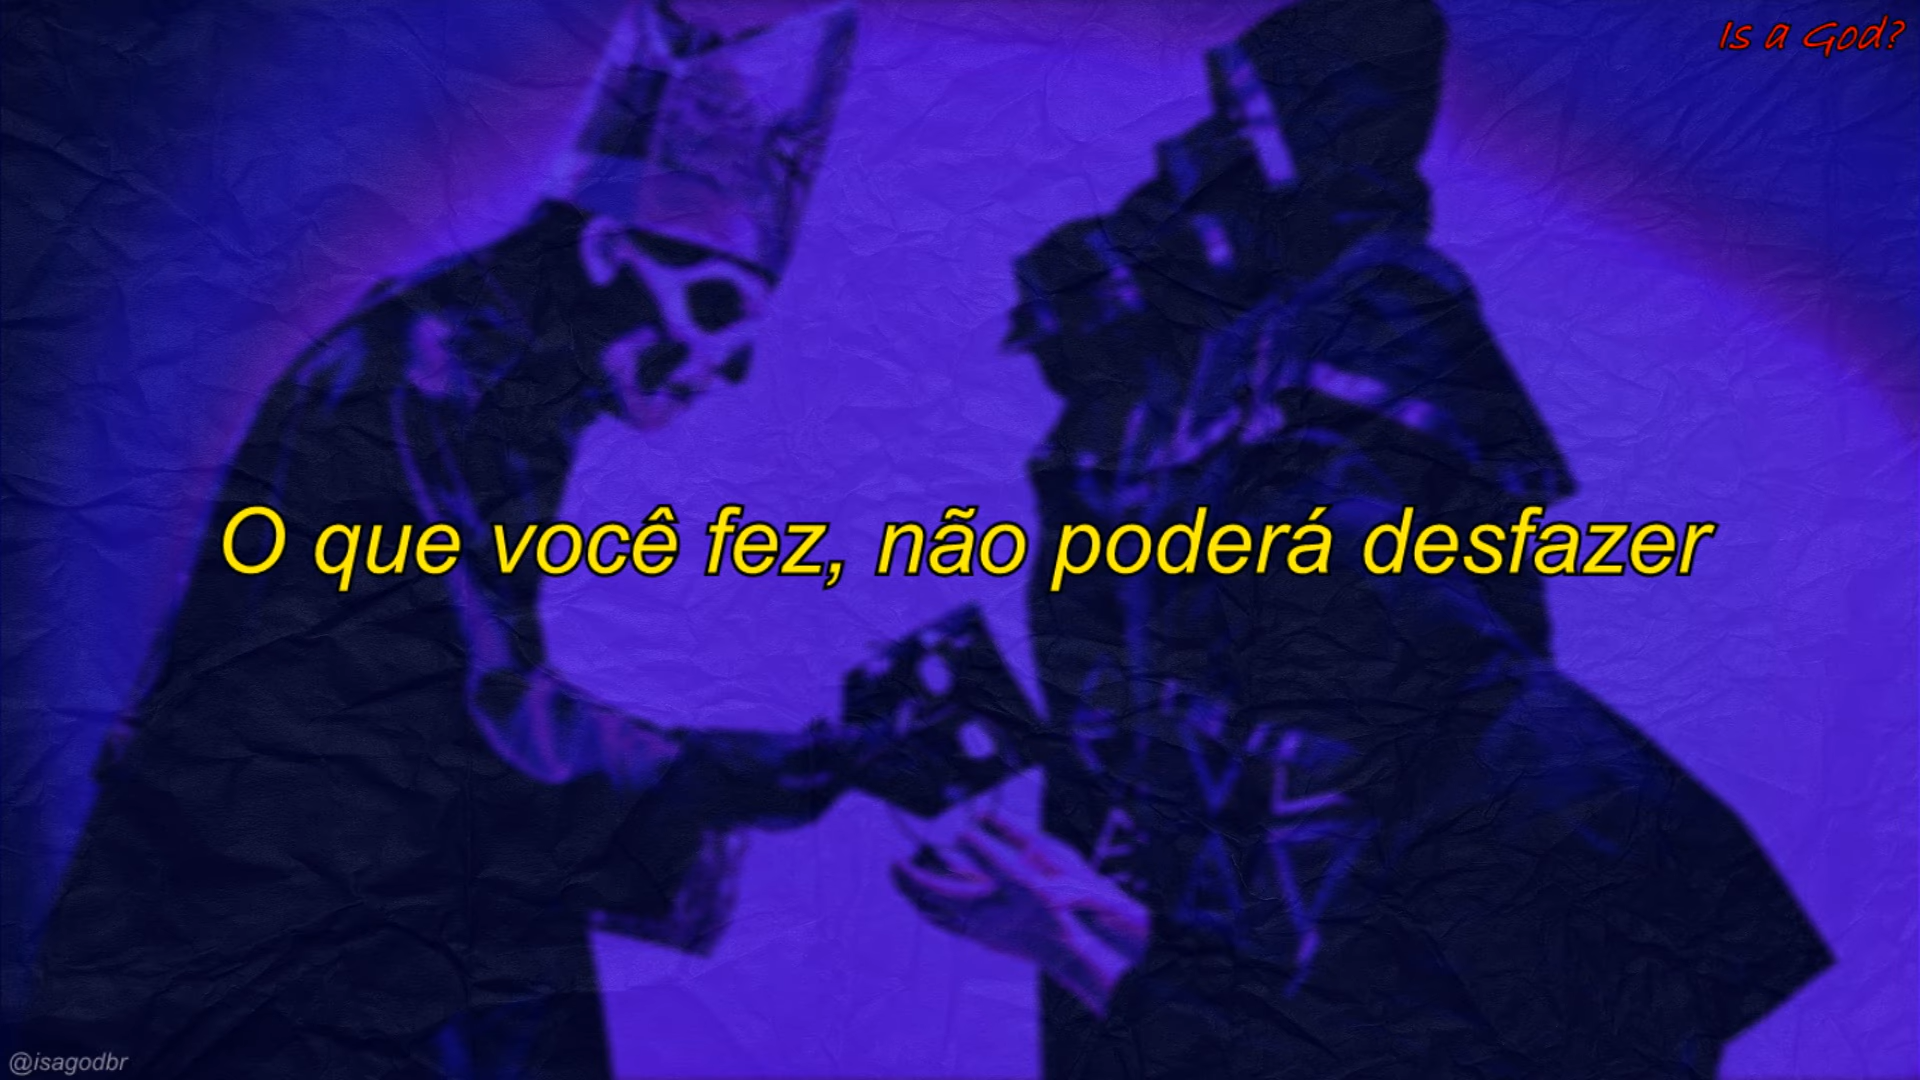 Is a God?
O que você fez, não poderá desfazer
@isagodbr